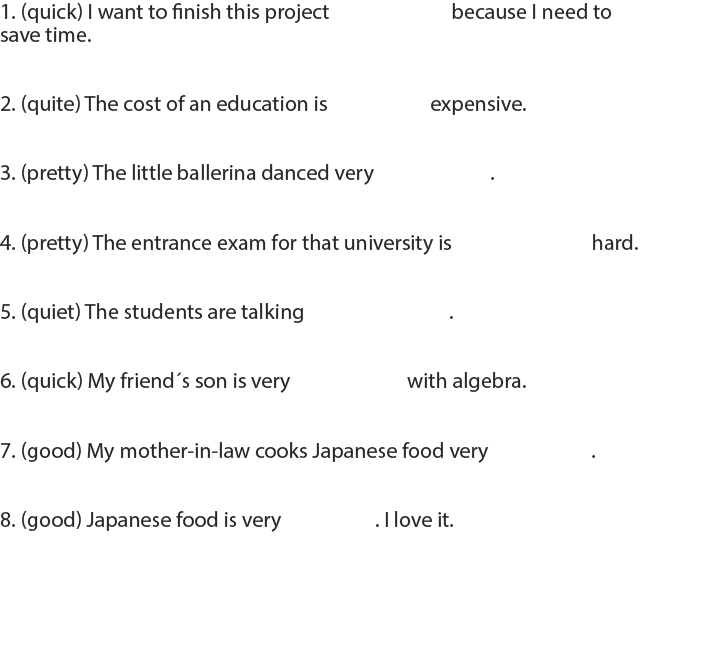 1. (quick) I want to finish this project because I need to
save time.
2. (quite) The cost of an education is expensive.
3. (pretty) The little ballerina danced very .
4. (pretty) The entrance exam for that university is hard.
5. (quiet) The students are talking .
6. (quick) My friend´s son is very with algebra.
7. (good) My mother-in-law cooks Japanese food very .
8. (good) Japanese food is very . I love it.